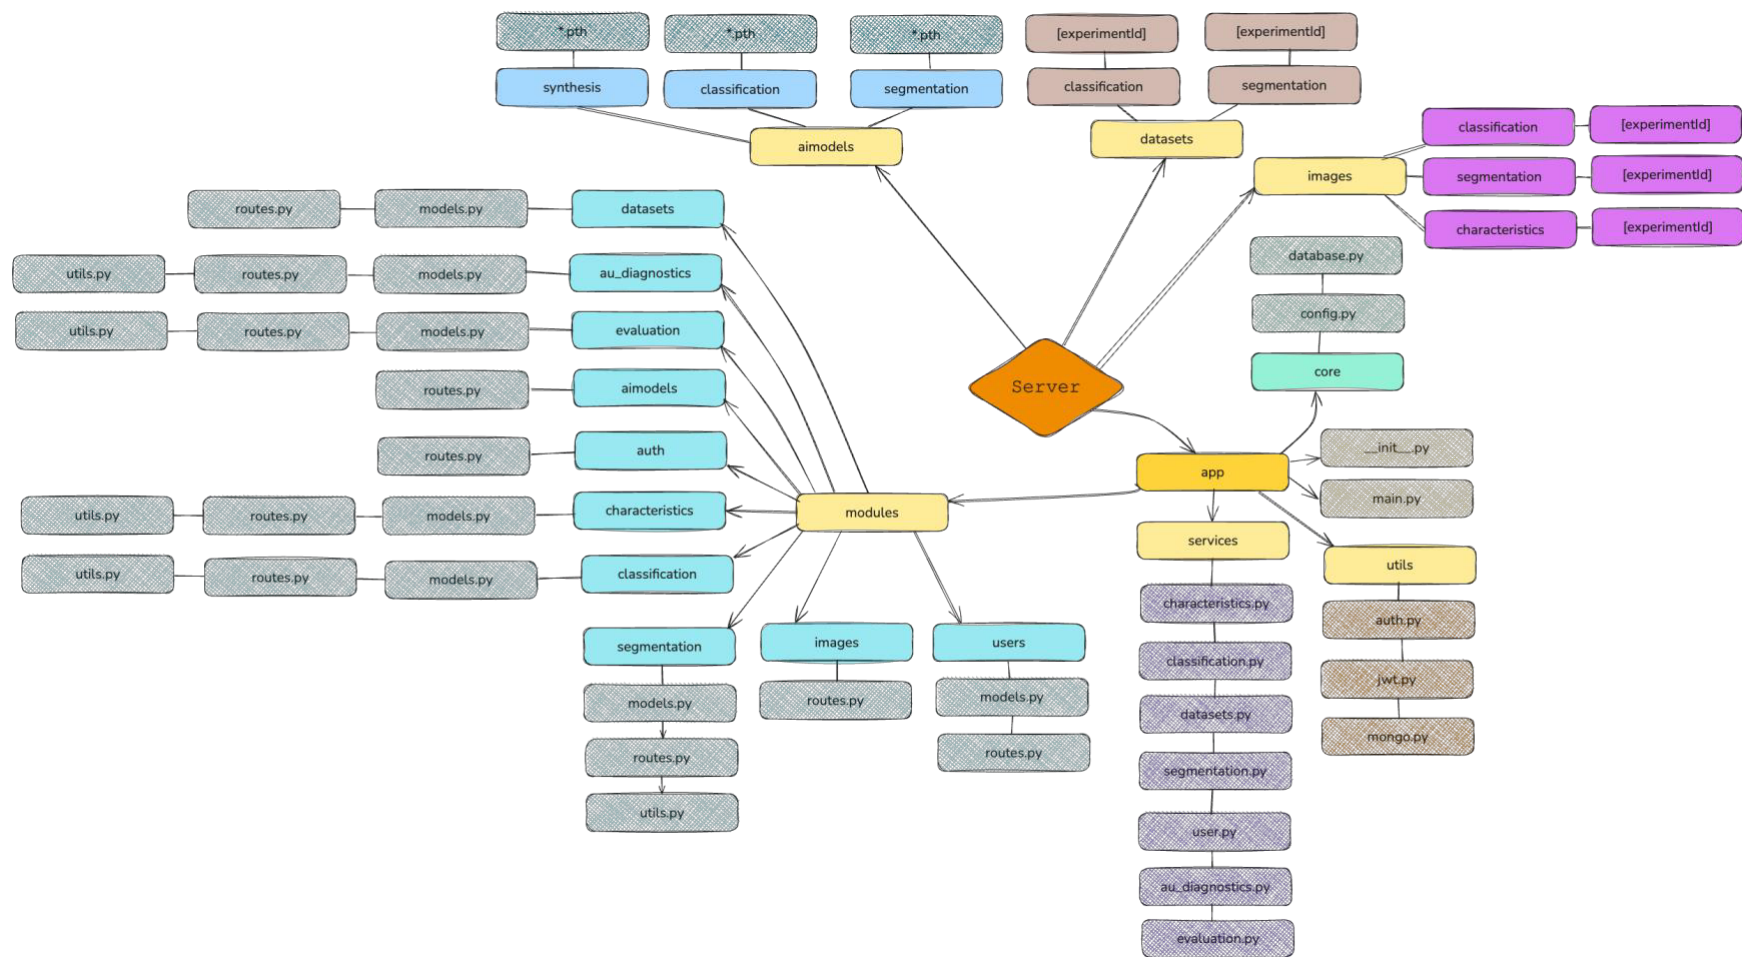 *.pth
*.pth
*.pth
[experimentId]
[experimentId]
synthesis
classification
segmentation
classification
segmentation
aimodels
datasets
classification
[experimentId]
images
segmentation
[experimentId]
characteristics
[experimentId]
routes.py
models.py
datasets
utils.py
routes.py
models.py
au_diagnostics
utils.py
routes.py
models.py
evaluation
routes.py
aimodels
routes.py
auth
utils.py
routes.py
models.py
characteristics
utils.py
routes.py
models.py
classification
modules
segmentation
models.py
routes.py
utils.py
images
routes.py
users
models.py
routes.py
Server
database.py
config.py
core
app
__init__.py
main.py
services
characteristics.py
classification.py
datasets.py
segmentation.py
user.py
au_diagnostics.py
evaluation.py
utils
auth.py
jwt.py
mongo.py